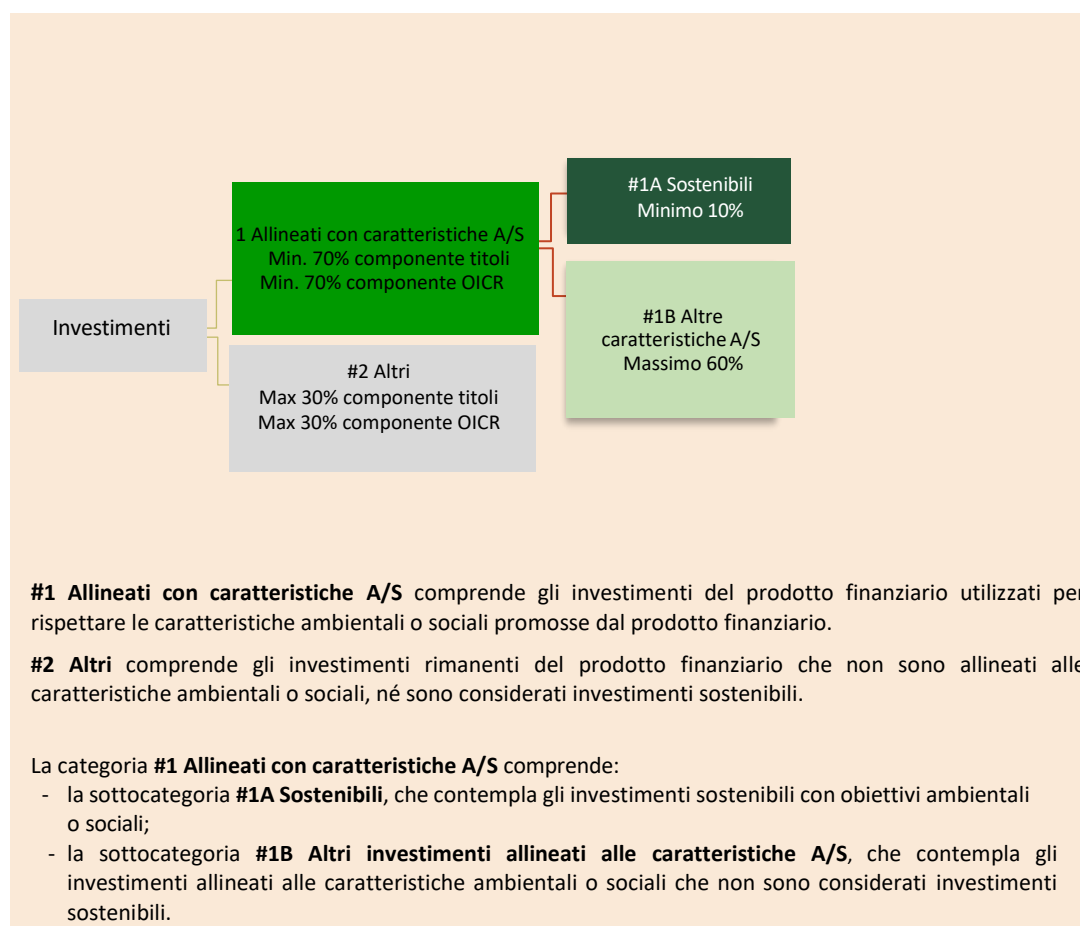 #1A Sostenibili
Minimo 10%
1 Allineati con caratteristiche A/S
Min. 70% componente titoli
Min. 70% componente OICR
Investimenti
#1B Altre
caratteristiche A/S
Massimo 60%
#2 Altri
Max 30% componente titoli
Max 30% componente OICR
#1 Allineati con caratteristiche A/S comprende gli investimenti del prodotto finanziario utilizzati per
rispettare le caratteristiche ambientali o sociali promosse dal prodotto finanziario.
#2 Altri comprende gli investimenti rimanenti del prodotto finanziario che non sono allineati alle
caratteristiche ambientali o sociali, né sono considerati investimenti sostenibili.
La categoria #1 Allineati con caratteristiche A/S comprende:
- la sottocategoria #1A Sostenibili, che contempla gli investimenti sostenibili con obiettivi ambientali
o sociali;
- la sottocategoria #1B Altri investimenti allineati alle caratteristiche A/S, che contempla gli
investimenti allineati alle caratteristiche ambientali o sociali che non sono considerati investimenti
sostenibili.